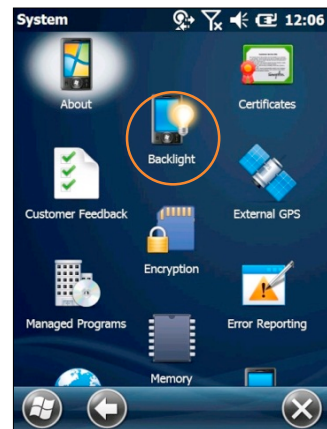 System 12:06
About
Certificates
Backlight
Customer Feedback
External GPS
Encryption
Managed Programs
Error Reporting
Memory